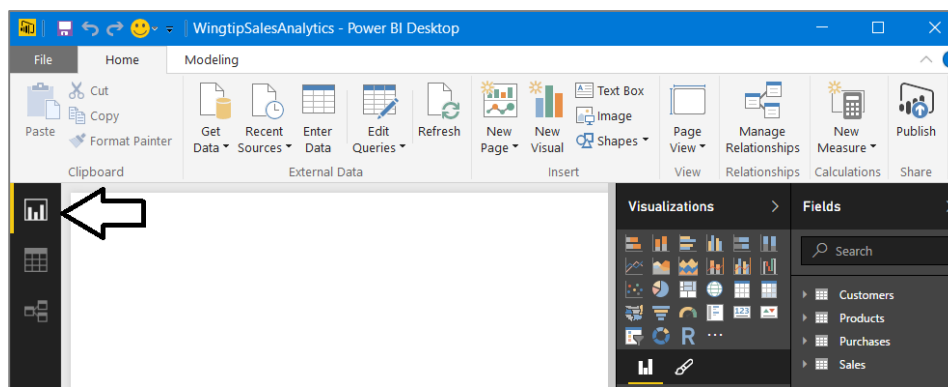 WingtipSalesAnalytics - Power BI Desktop
File Home Modeling
Paste
Cut
Copy
Format Painter
Clipboard
Get Data
Recent Sources
Enter Data
Edit Queries
Refresh
External Data
New Page
New Visual
Text Box
Image
Shapes
Insert
Page View
View
Manage Relationships
Relationships
New Measure
Calculations
Publish
Share
Visualizations
Fields
Search
Customers
Products
Purchases
Sales
123
R